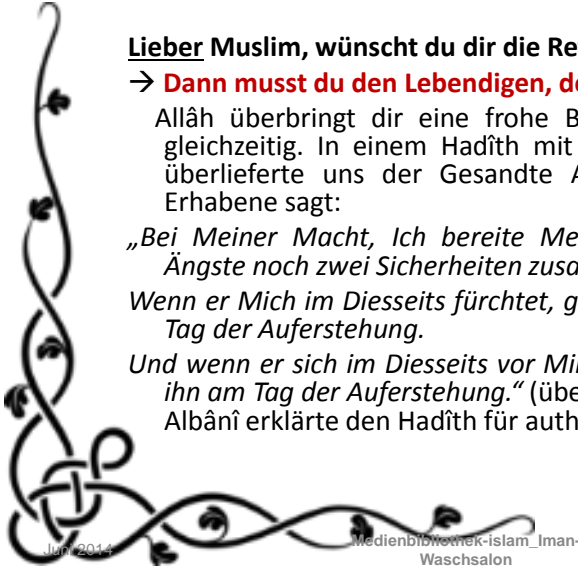 Lieber Muslim, wünscht du dir die Re
→ Dann musst du den Lebendigen, de
Allâh überbringt dir eine frohe B
gleichzeitig. In einem Hadîth mit
überlieferte uns der Gesandte A
Erhabene sagt:
„Bei Meiner Macht, Ich bereite Me
Ängste noch zwei Sicherheiten zusa
Wenn er Mich im Diesseits fürchtet, g
Tag der Auferstehung.
Und wenn er sich im Diesseits vor Mi
ihn am Tag der Auferstehung.“ (übe
Albânî erklärte den Hadîth für auth
Juni 2014
Medienbibliothek-islam_Iman-
Waschsalon